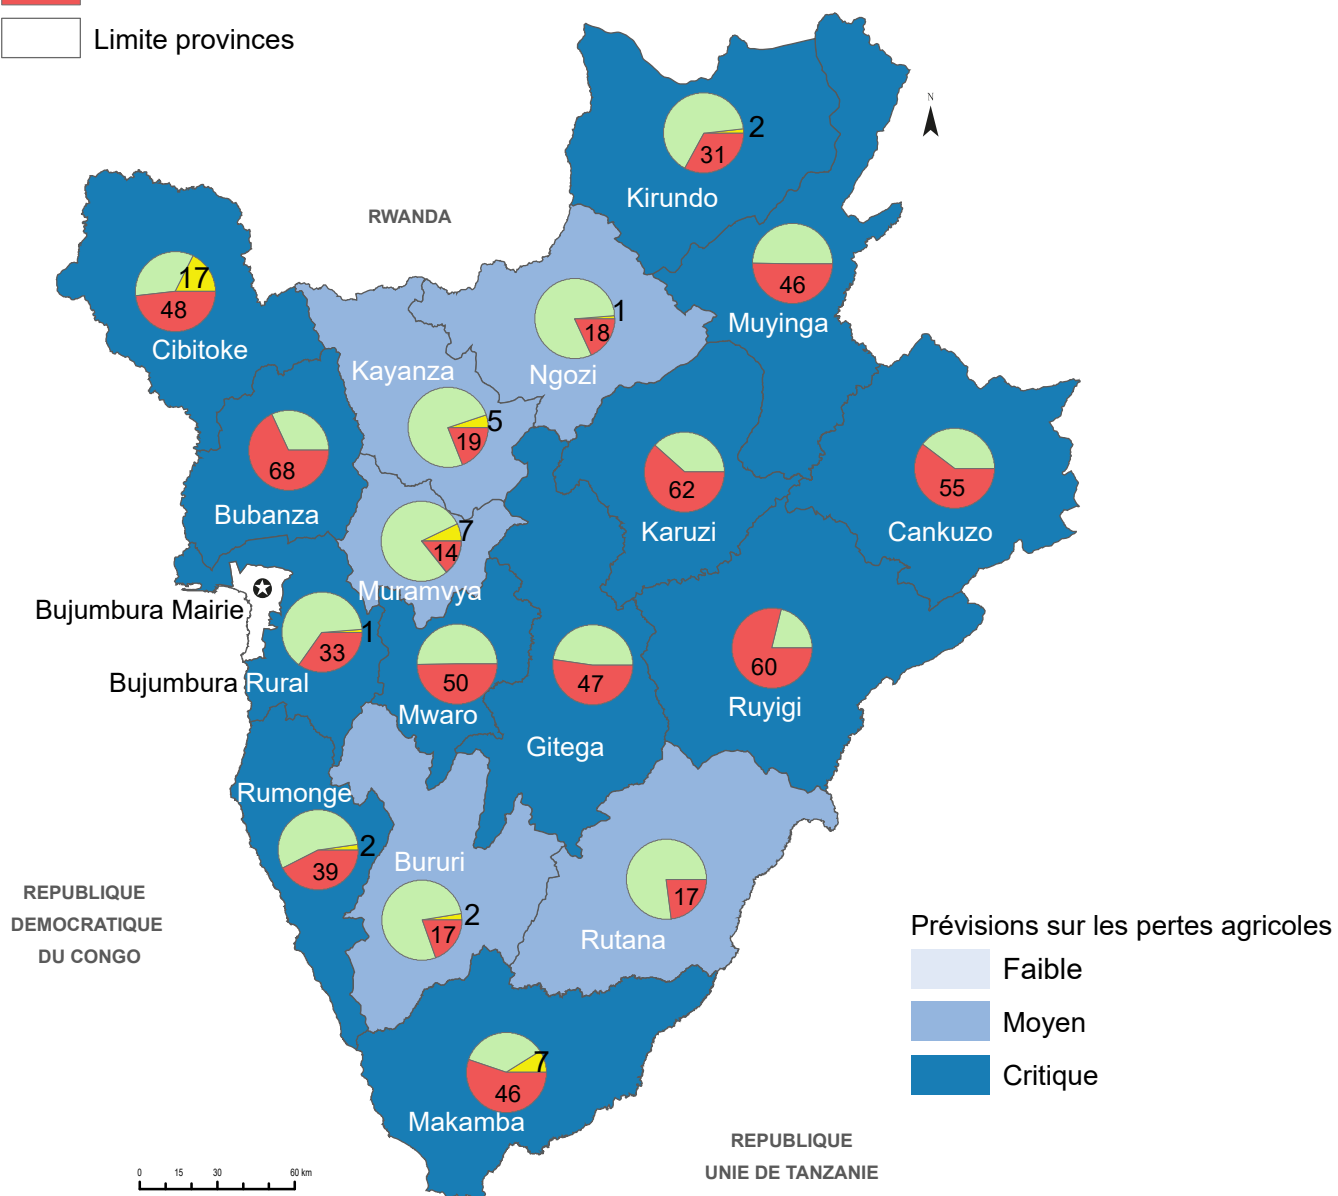 Limite provinces
N
2
31
Kirundo
RWANDA
17
48
Cibitoke
46
Muyinga
1
18
Ngozi
Kayanza
5
19
68
Bubanza
62
Karuzi
55
Cankuzo
7
14
Muramvya
Bujumbura Mairie
1
33
Bujumbura Rural
50
Mwaro
47
Gitega
60
Ruyigi
Rumonge
2
39
Bururi
2
17
17
Rutana
REPUBLIQUE
DEMOCRATIQUE
DU CONGO
Prévisions sur les pertes agricoles
Faible
Moyen
Critique
7
46
Makamba
REPUBLIQUE
UNIE DE TANZANIE
0 15 30 60 km